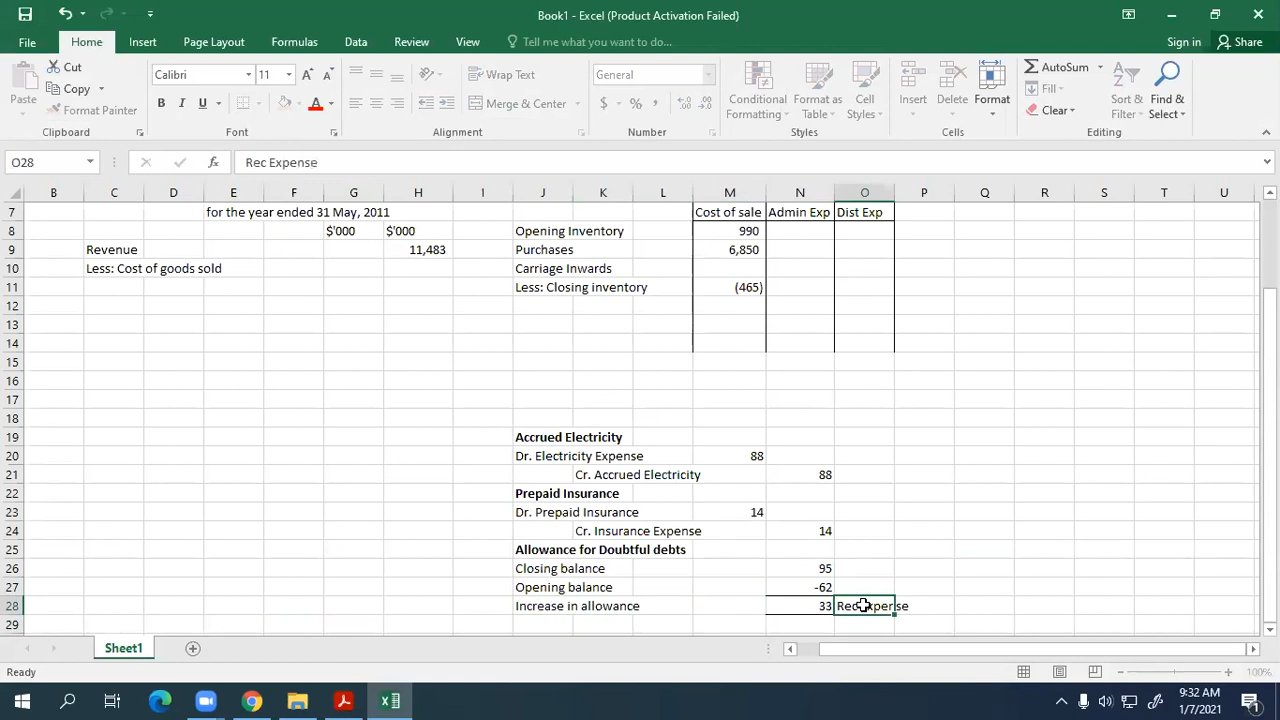 Book1 - Excel (Product Activation Failed)
File Home Insert Page Layout Formulas Data Review View Tell me what you want to do... Sign in Share
Paste Cut Copy Format Painter Clipboard
Calibri 11 B I U A Font
Wrap Text Merge & Center Alignment
General $ % Number
Conditional Formatting Format as Table Cell Styles Styles
Insert Delete Format Cells
AutoSum Fill Clear Sort & Filter Find & Select Editing
O28 fx Rec Expense
B C D E F G H I J K L M N O P Q R S T U
7 for the year ended 31 May, 2011 Cost of sale Admin Exp Dist Exp
8 $'000 $'000 Opening Inventory 990
9 Revenue 11,483 Purchases 6,850
10 Less: Cost of goods sold Carriage Inwards
11 Less: Closing inventory (465)
12
13
14
15
16
17
18
19 Accrued Electricity
20 Dr. Electricity Expense 88
21 Cr. Accrued Electricity 88
22 Prepaid Insurance
23 Dr. Prepaid Insurance 14
24 Cr. Insurance Expense 14
25 Allowance for Doubtful debts
26 Closing balance 95
27 Opening balance -62
28 Increase in allowance 33 Rec Expense
29
Sheet1
Ready 100%
9:32 AM
1/7/2021
1